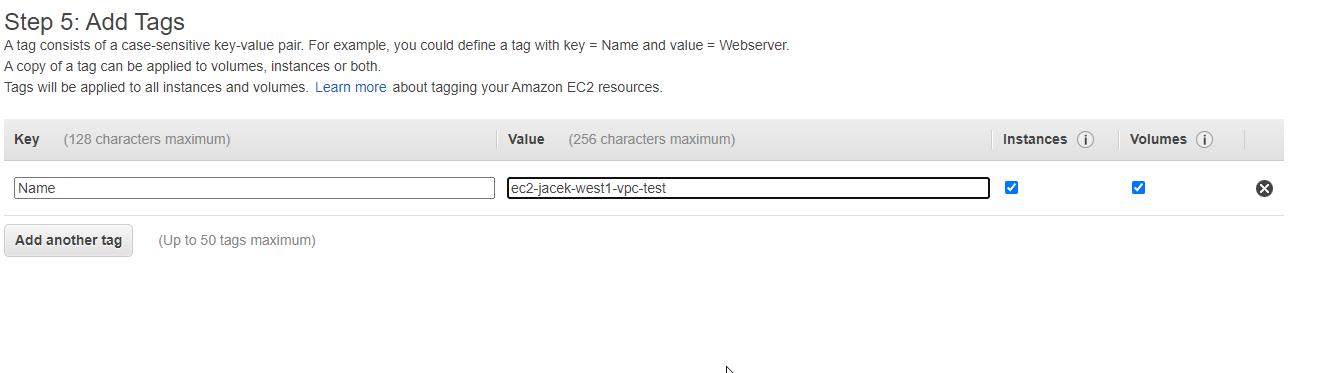 Step 5: Add Tags
A tag consists of a case-sensitive key-value pair. For example, you could define a tag with key = Name and value = Webserver.
A copy of a tag can be applied to volumes, instances or both.
Tags will be applied to all instances and volumes. Learn more about tagging your Amazon EC2 resources.
Key (128 characters maximum) Value (256 characters maximum) Instances i Volumes i
Name ec2-jacek-west1-vpc-test
Add another tag (Up to 50 tags maximum)